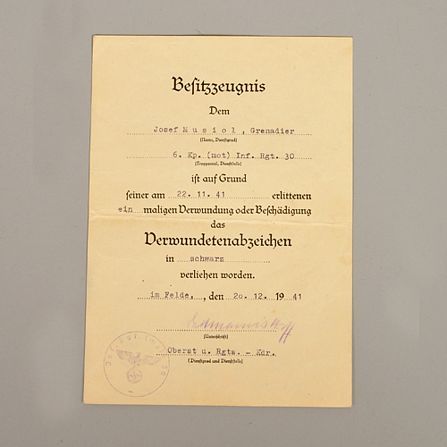 Besitzzeugnis
Dem
Josef Musiol, Grenadier
(Name, Dienstgrad)
6. Kp. (mot) Inf. Rgt. 30
(Truppenteil, Dienststelle)
ist auf Grund
seiner am 22. 11. 41 erlittenen
ein maligen Verwundung oder Beschädigung
das
Verwundetenabzeichen
in schwarz
verliehen worden.
im Felde, , den 20. 12. 19 41
(Unterschrift)
Oberst u. Rgts. - Kdr.
(Dienstgrad und Dienststelle)